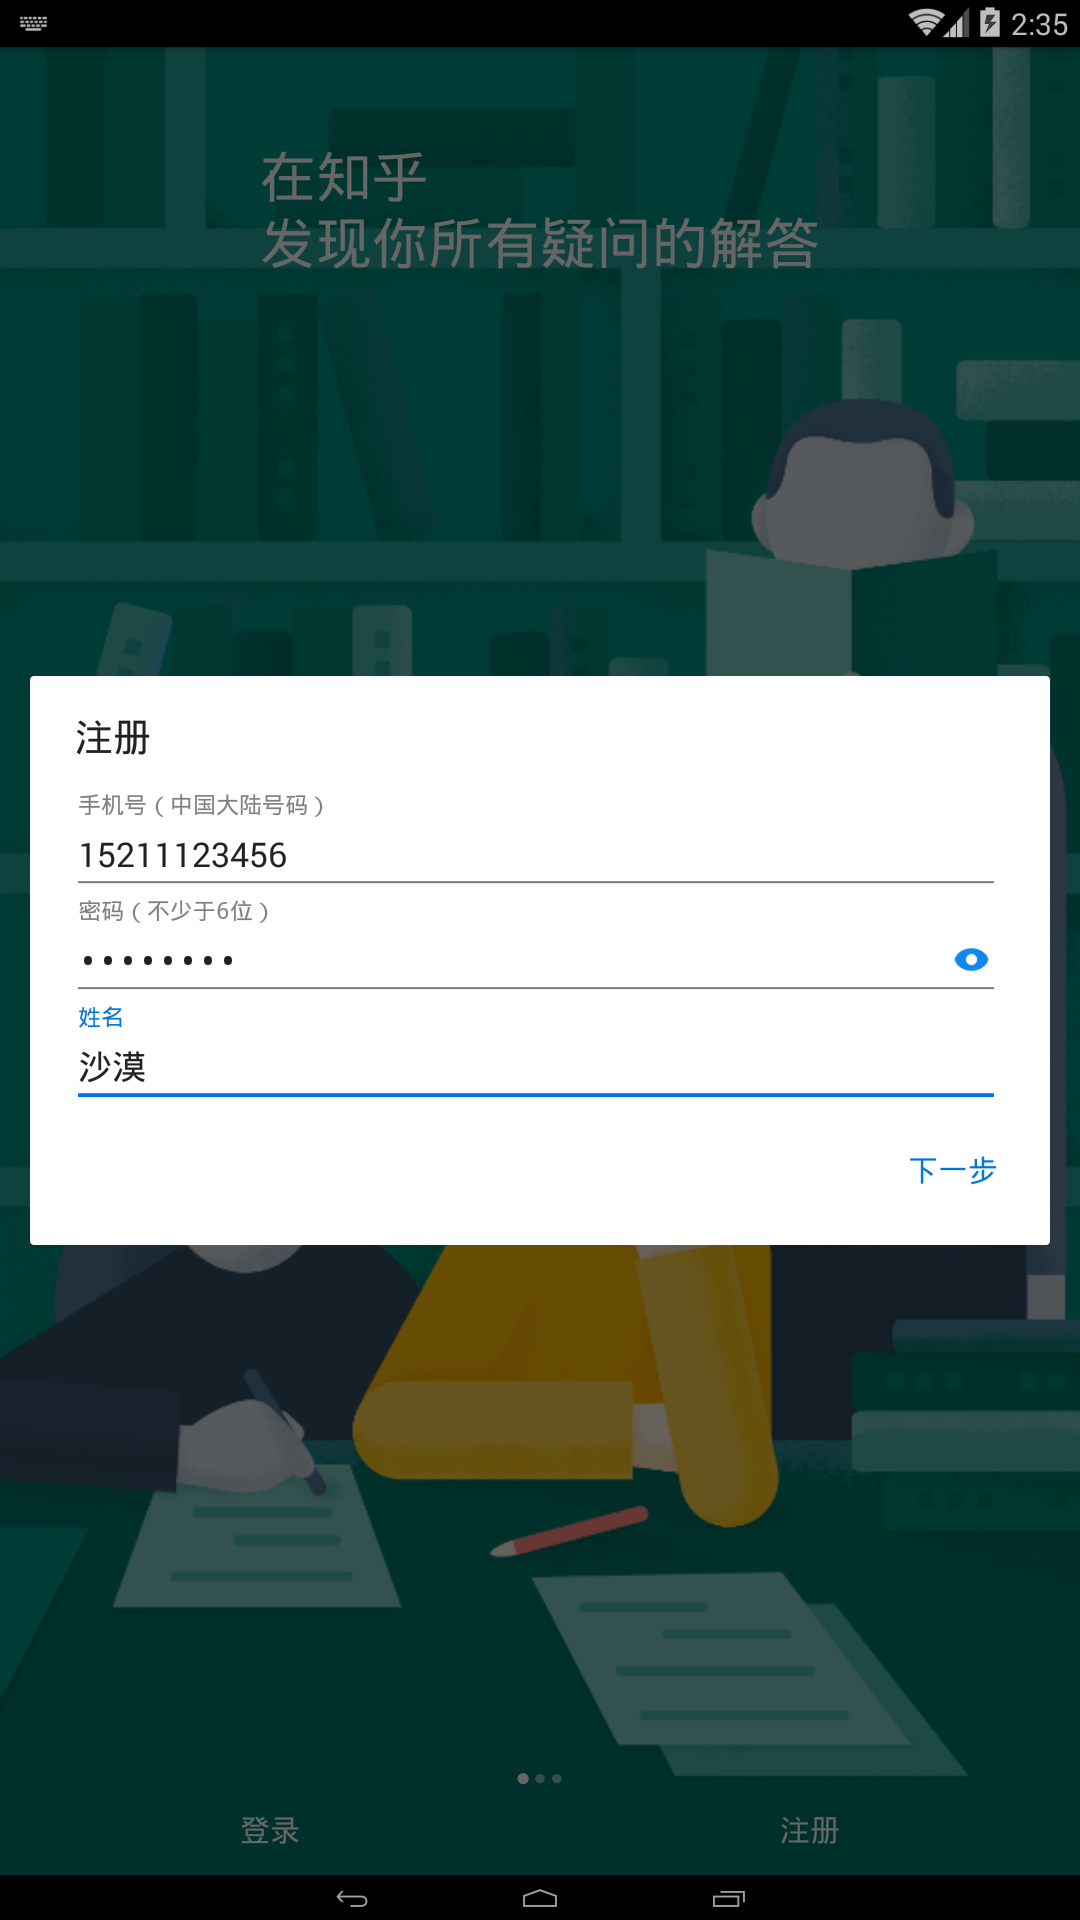 2:35
在知乎
发现你所有疑问的解答
注册
手机号（中国大陆号码）
15211123456
密码（不少于6位）
••••••••
姓名
沙漠
下一步
登录
注册